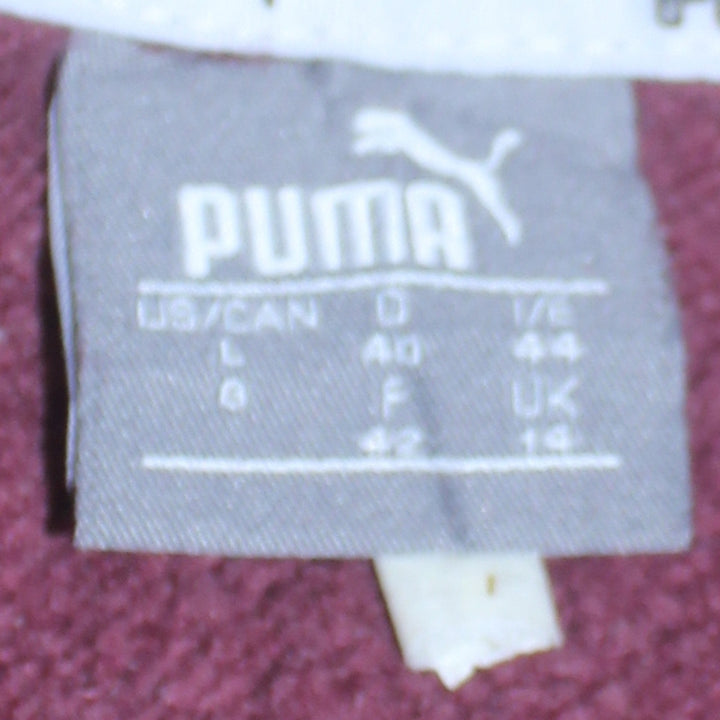 PUMA
US/CAN D I/E
L 40 44
G F UK
42 14